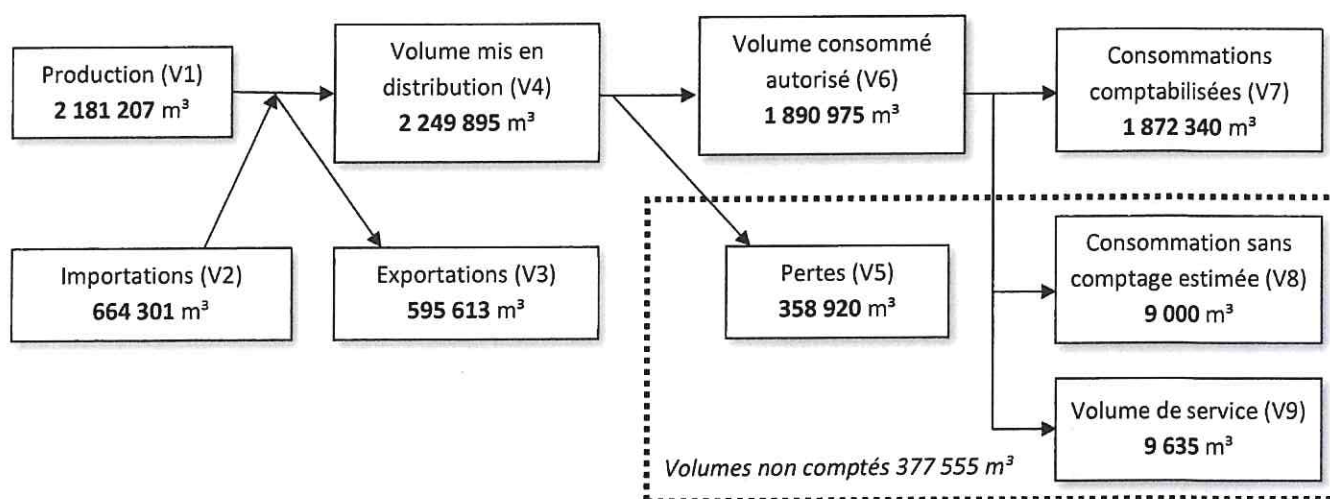 Production (V1)
2 181 207 m³
Volume mis en
distribution (V4)
2 249 895 m³
Volume consommé
autorisé (V6)
1 890 975 m³
Consommations
comptabilisées (V7)
1 872 340 m³
Importations (V2)
664 301 m³
Exportations (V3)
595 613 m³
Pertes (V5)
358 920 m³
Consommation sans
comptage estimée (V8)
9 000 m³
Volume de service (V9)
9 635 m³
Volumes non comptés 377 555 m³